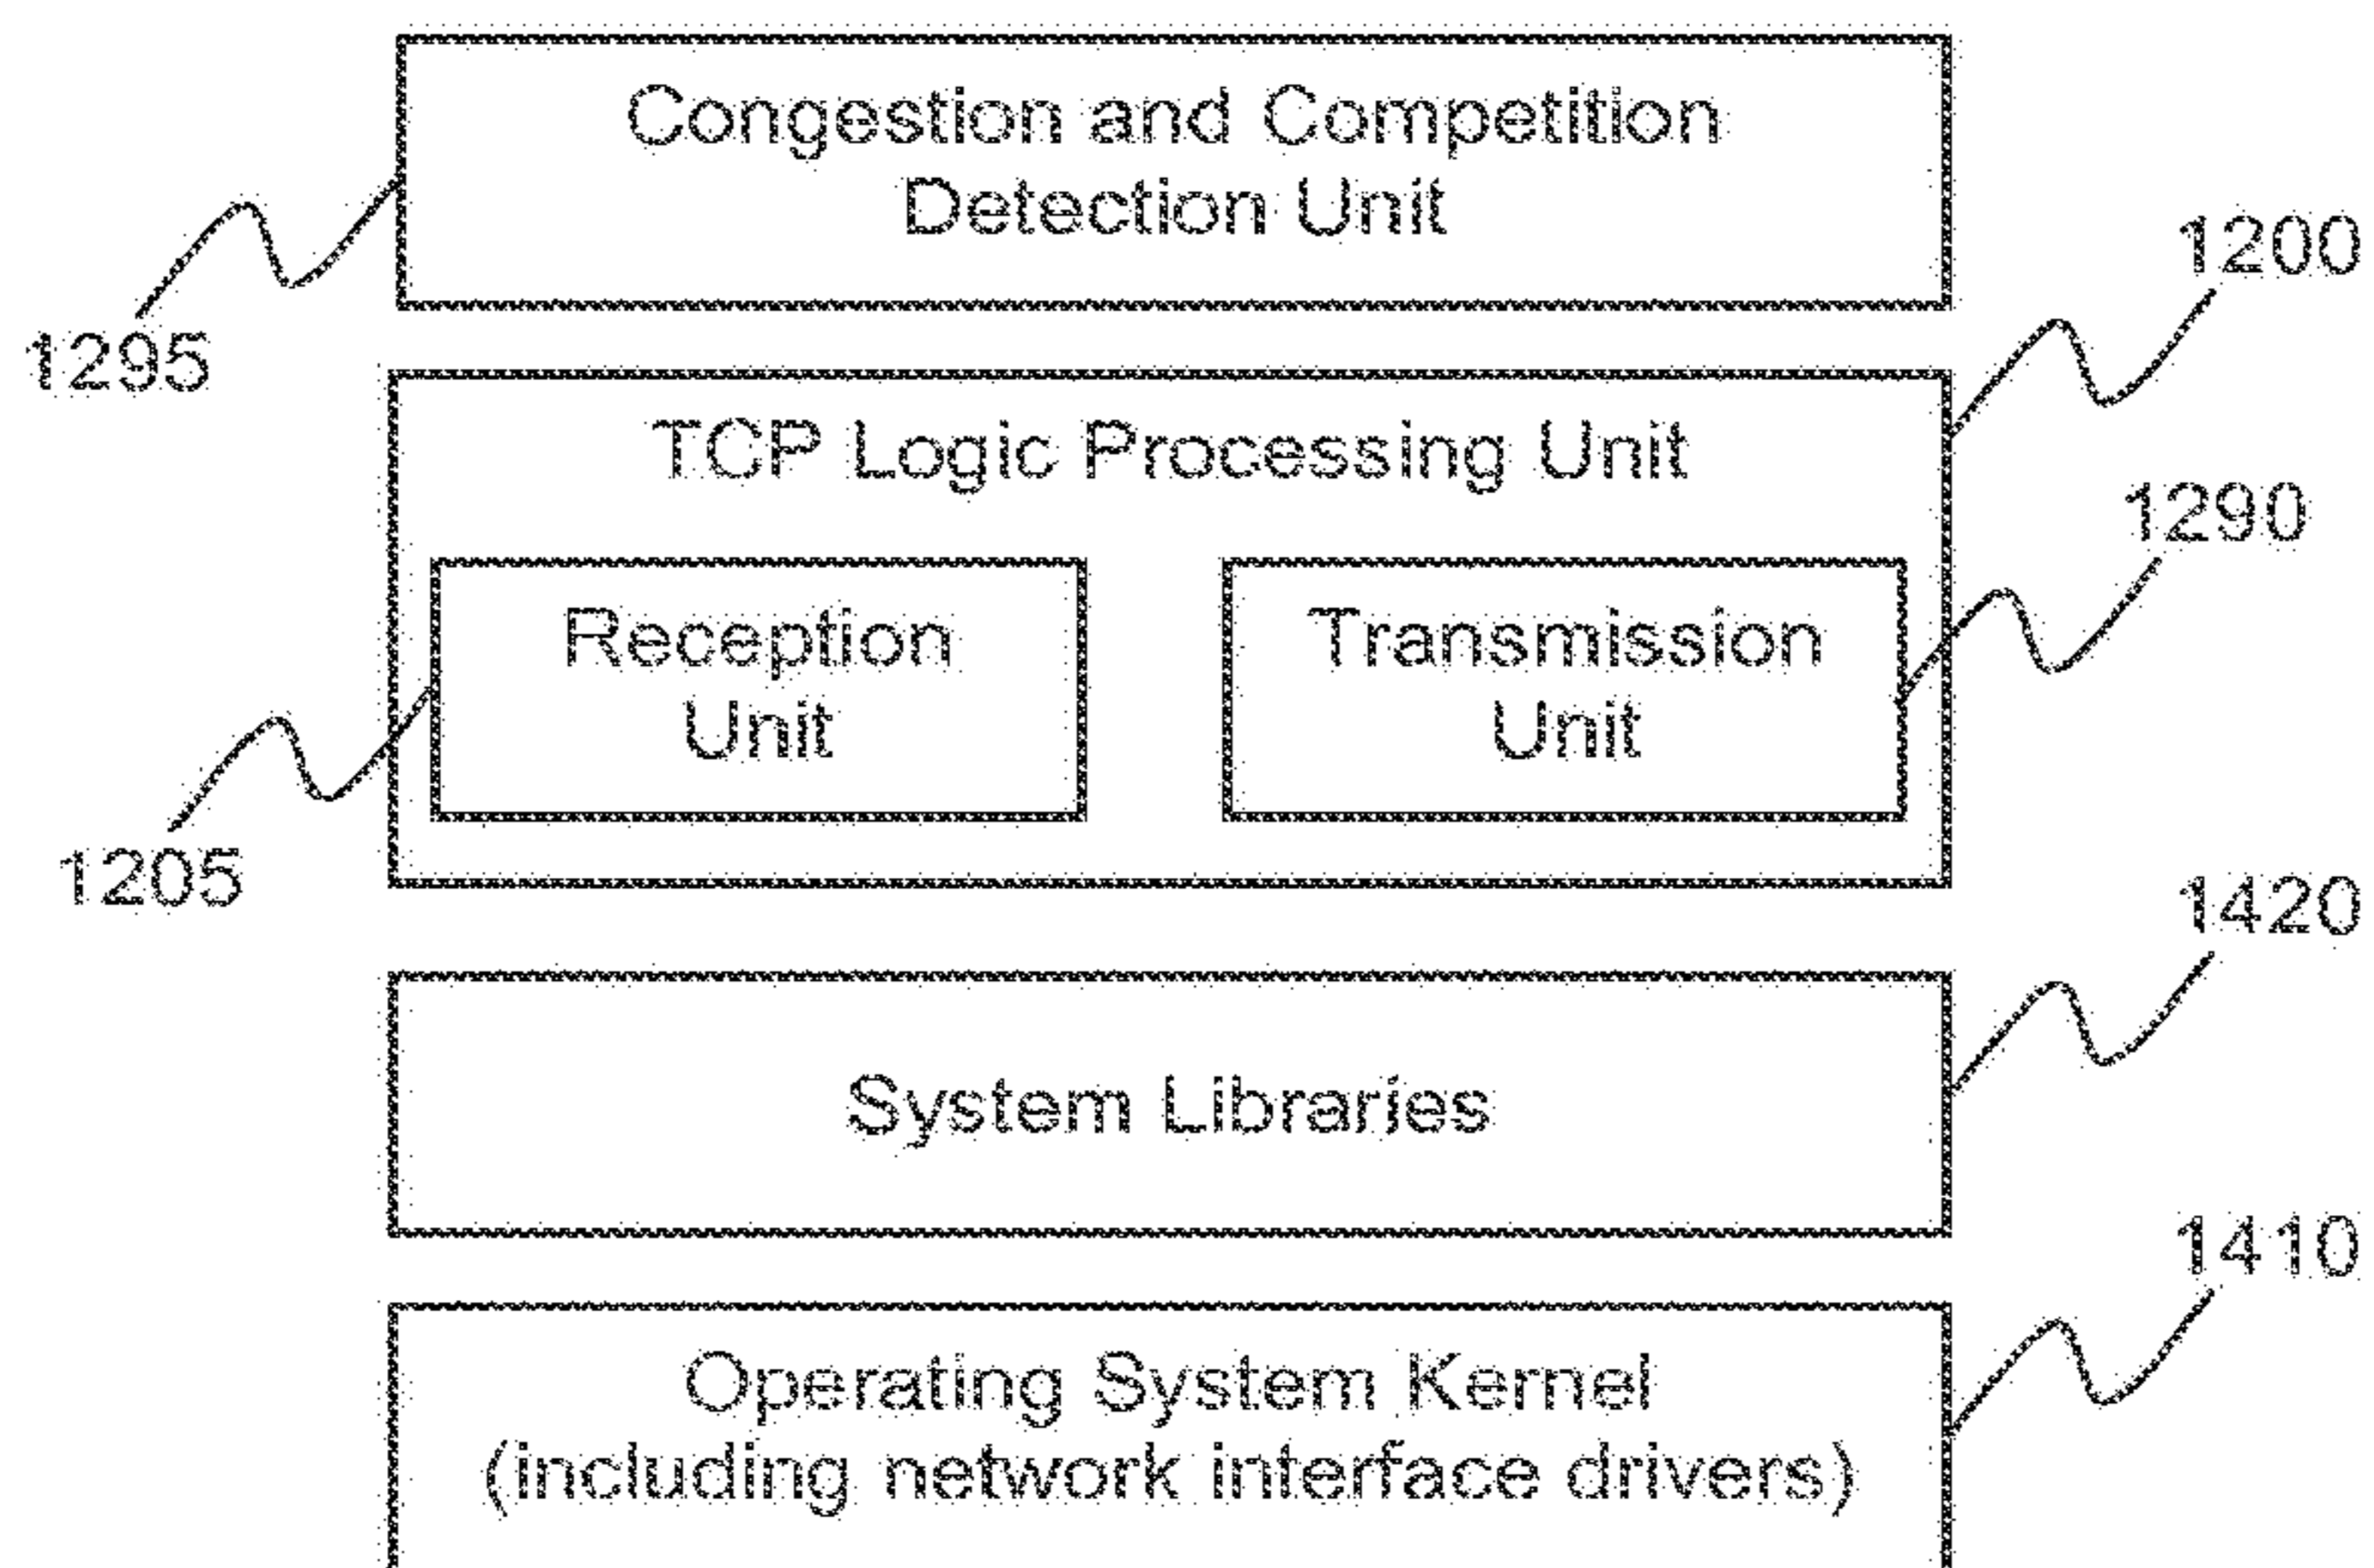 Congestion and Competition
Detection Unit
1295
1200
TCP Logic Processing Unit
1290
Reception
Unit
Transmission
Unit
1205
1420
System Libraries
1410
Operating System Kernel
(including network interface drivers)